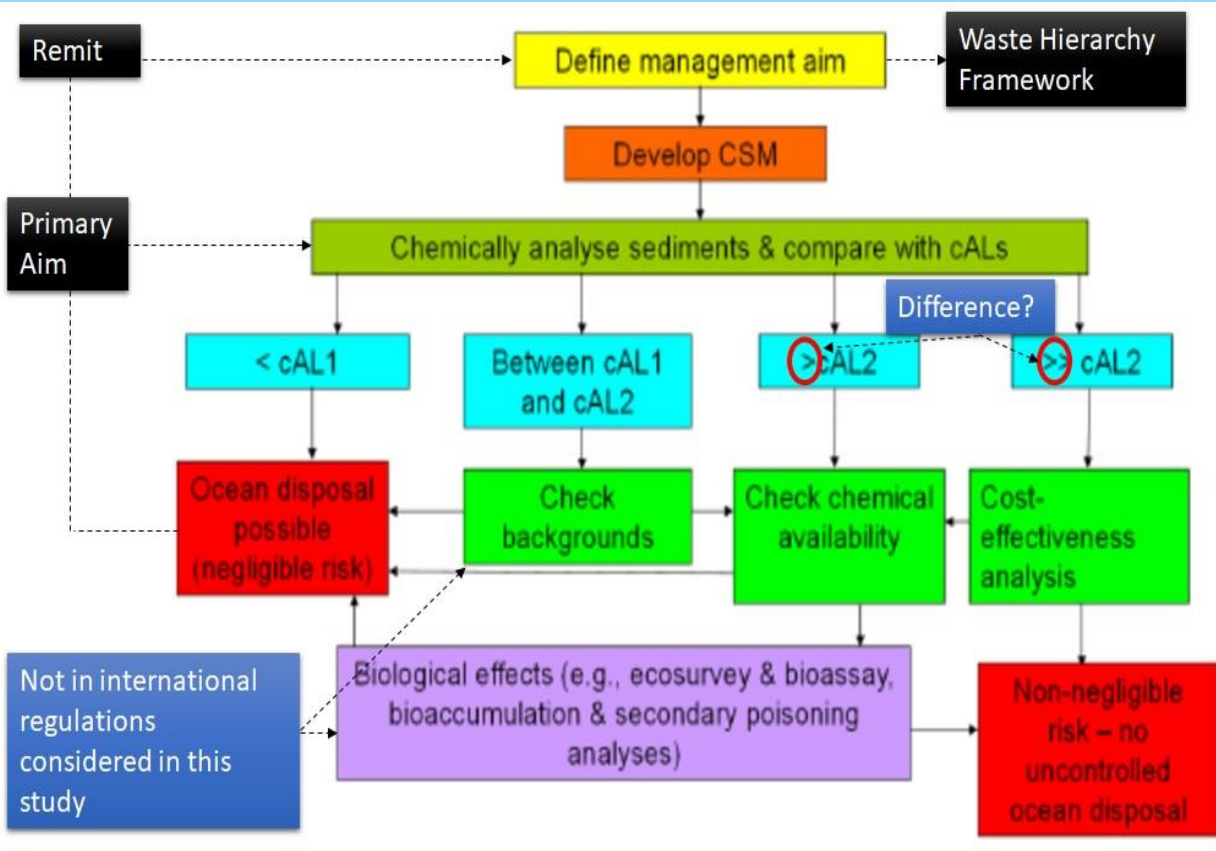 Remit
Define management aim
Waste Hierarchy
Framework
Develop CSM
Primary
Aim
Chemically analyse sediments & compare with cALs
Difference?
< cAL1
Between cAL1
and cAL2
>cAL2
>> cAL2
Ocean disposal
possible
(negligible risk)
Check
backgrounds
Check chemical
availability
Cost-
effectiveness
analysis
Not in international
regulations
considered in this
study
Biological effects (e.g., ecosurvey & bioassay,
bioaccumulation & secondary poisoning
analyses)
Non-negligible
risk – no
uncontrolled
ocean disposal